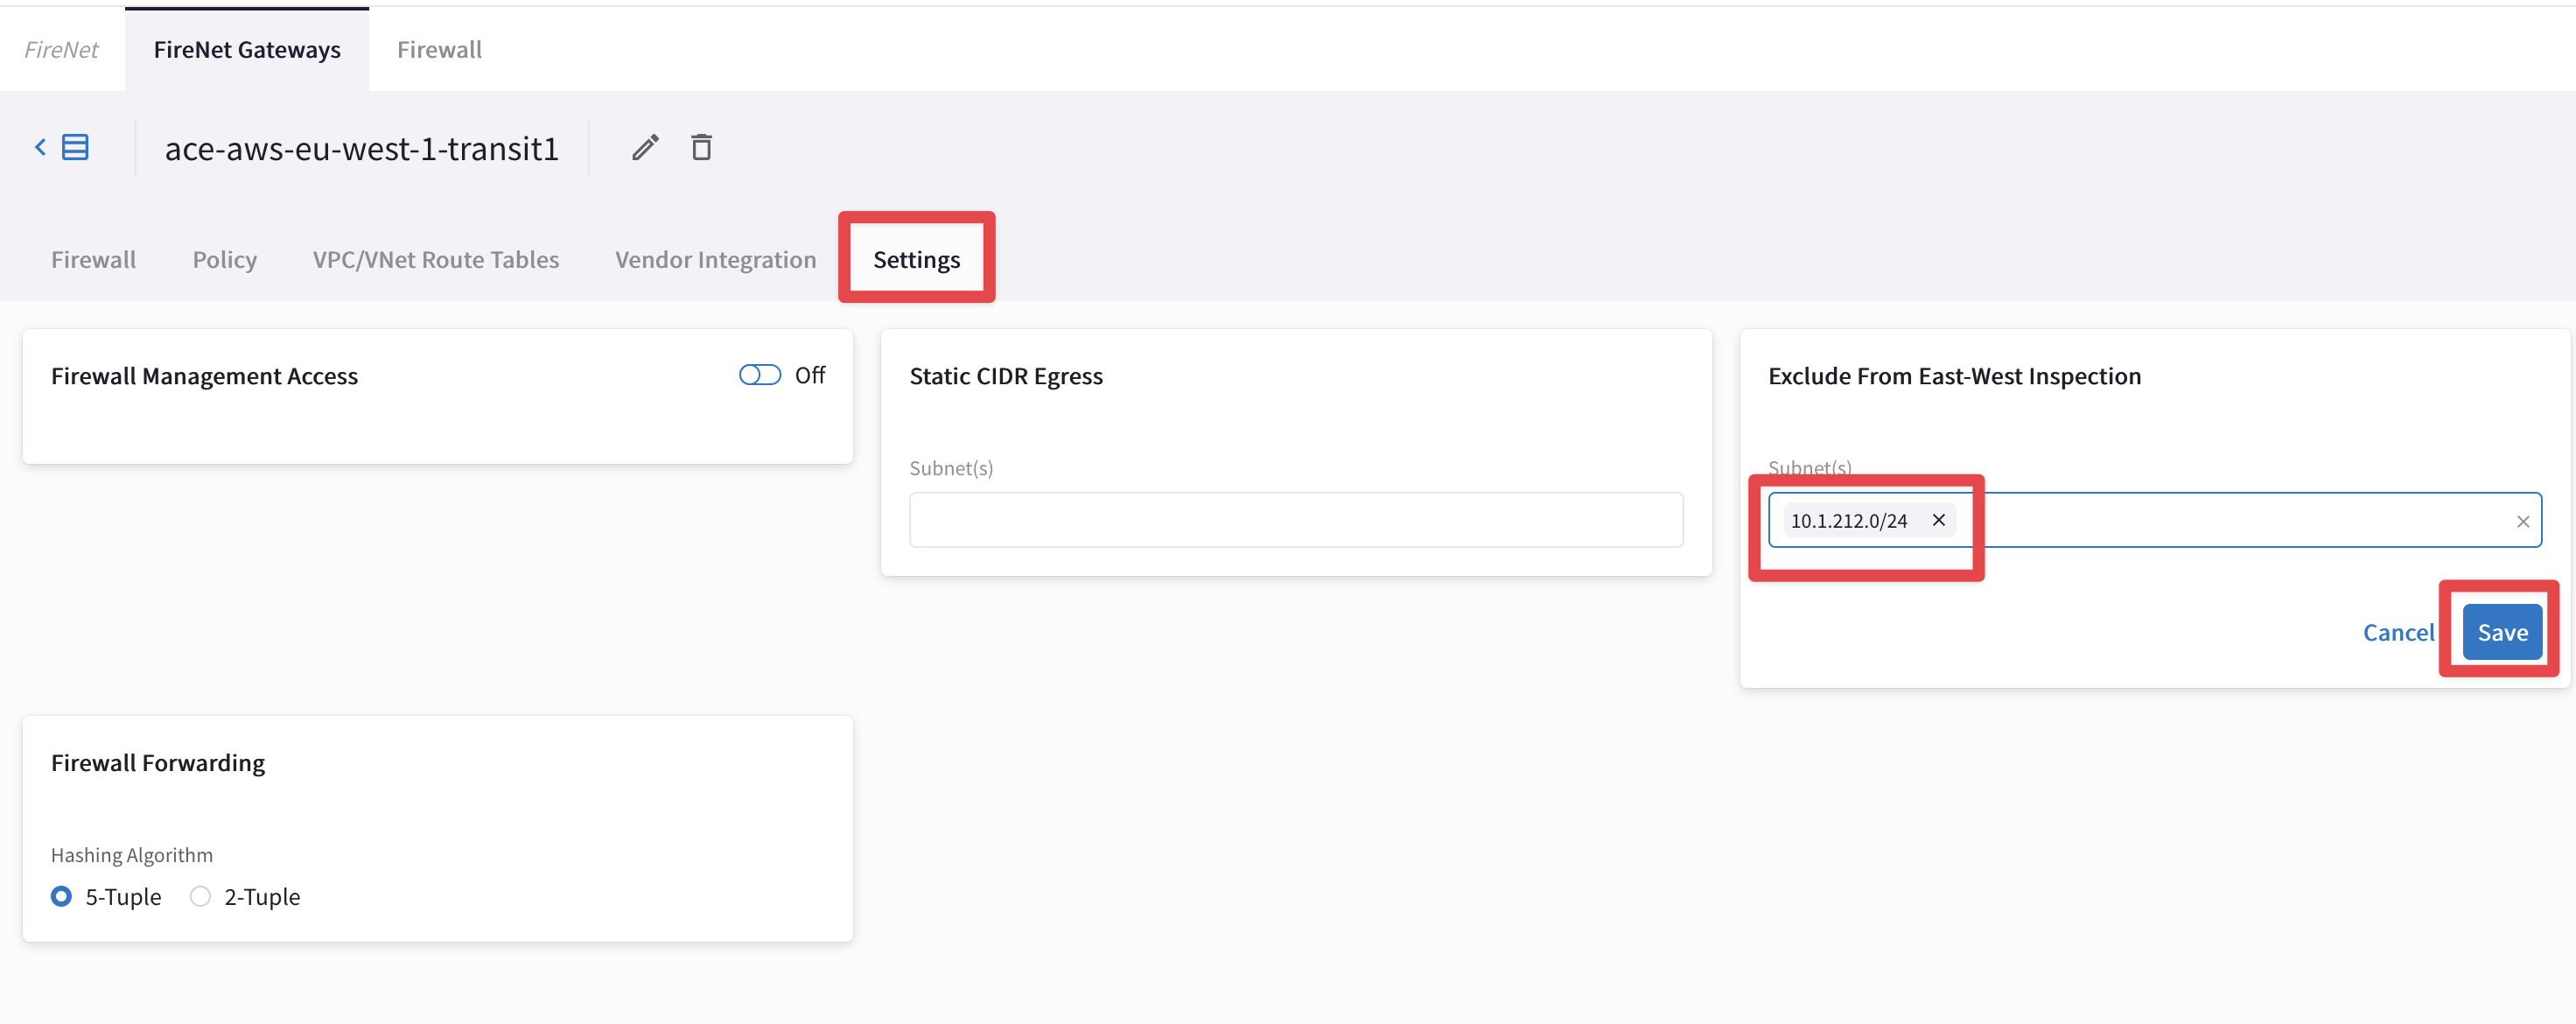 FireNet
FireNet Gateways
Firewall
ace-aws-eu-west-1-transit1
Firewall
Policy
VPC/VNet Route Tables
Vendor Integration
Settings
Firewall Management Access
Off
Static CIDR Egress
Subnet(s)
Exclude From East-West Inspection
Subnet(s)
10.1.212.0/24
Cancel
Save
Firewall Forwarding
Hashing Algorithm
5-Tuple
2-Tuple